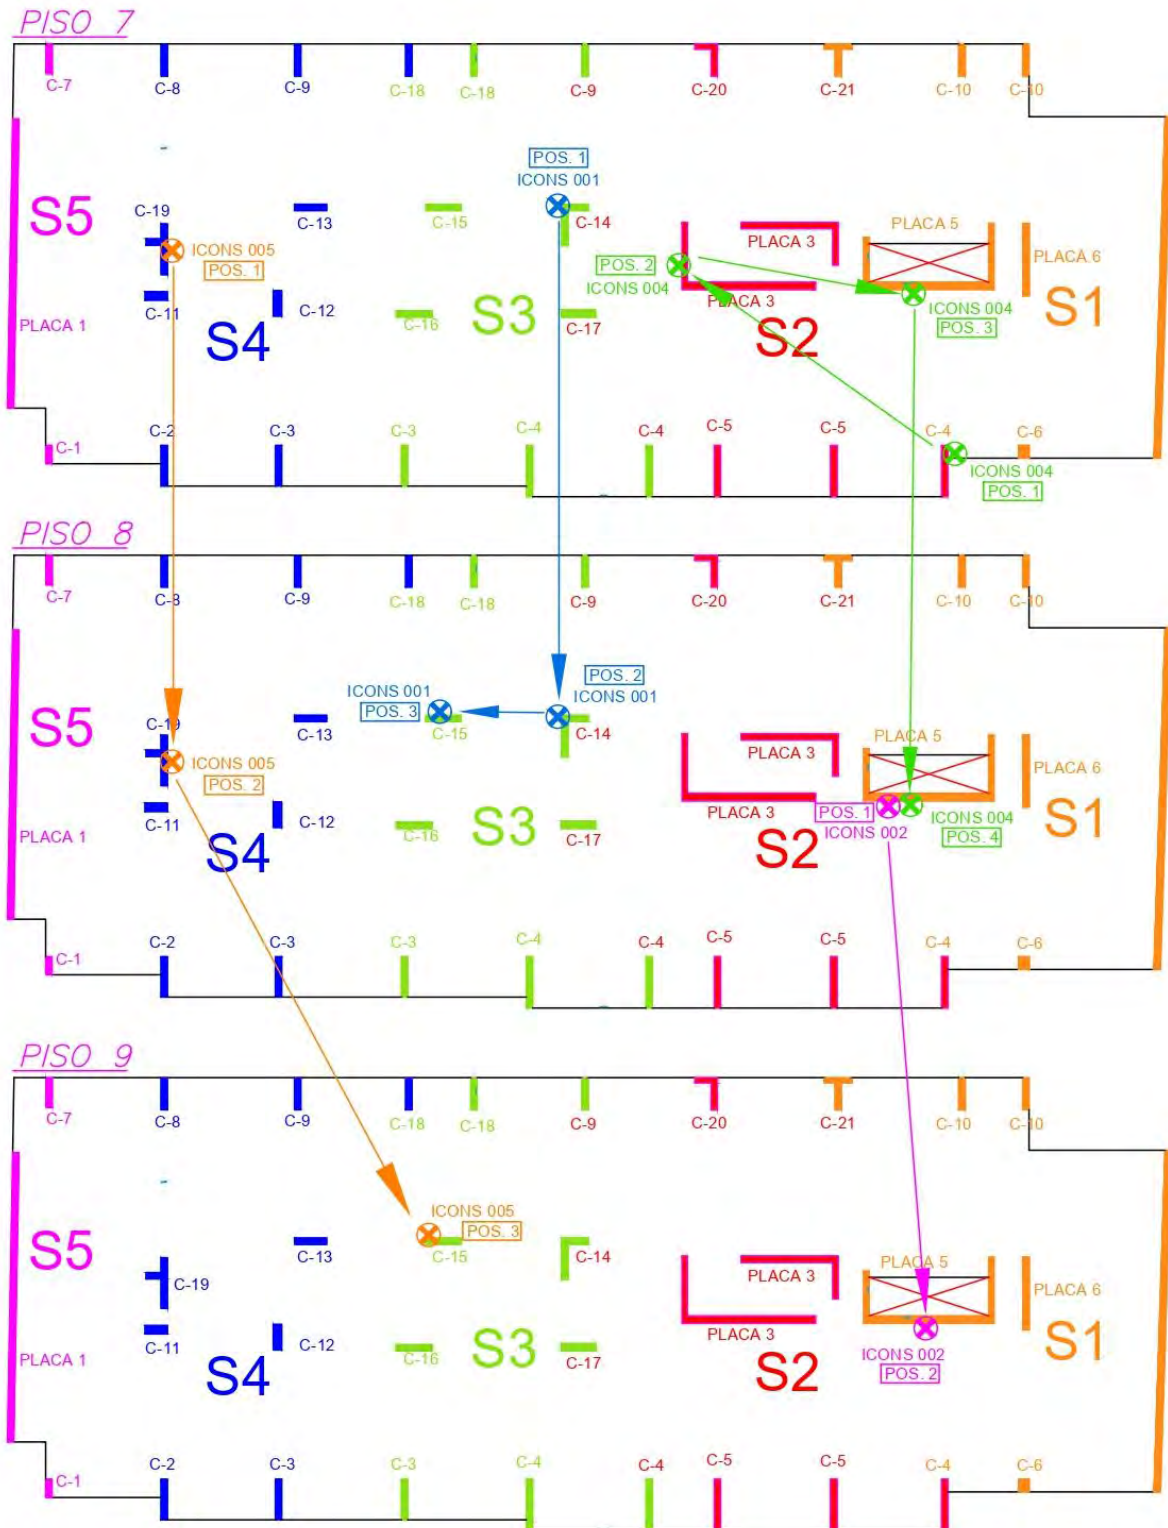 PISO 7
C-7
C-8
C-9
C-18
C-18
C-9
C-20
C-21
C-10
C-10
POS. 1
ICONS 001
S5
C-19
C-13
C-15
C-14
PLACA 5
PLACA 3
PLACA 6
ICONS 005
POS. 1
POS. 2
ICONS 004
PLACA 3
ICONS 004
POS. 3
S1
PLACA 1
C-11
C-12
S4
C-16
S3
C-17
S2
C-1
C-2
C-3
C-3
C-4
C-4
C-5
C-5
C-4
C-6
ICONS 004
POS. 1
PISO 8
C-7
C-8
C-9
C-18
C-18
C-9
C-20
C-21
C-10
C-10
S5
C-19
C-13
ICONS 001
POS. 3
C-15
POS. 2
ICONS 001
C-14
PLACA 3
PLACA 5
PLACA 6
ICONS 005
POS. 2
PLACA 3
POS. 1
ICONS 002
ICONS 004
POS. 4
S1
PLACA 1
C-11
C-12
S4
C-16
S3
C-17
S2
C-1
C-2
C-3
C-3
C-4
C-4
C-5
C-5
C-4
C-6
PISO 9
C-7
C-8
C-9
C-18
C-18
C-9
C-20
C-21
C-10
C-10
S5
C-19
C-13
ICONS 005
POS. 3
C-15
C-14
PLACA 3
PLACA 5
PLACA 6
PLACA 3
S1
PLACA 1
C-11
C-12
S4
C-16
S3
C-17
S2
ICONS 002
POS. 2
C-1
C-2
C-3
C-3
C-4
C-4
C-5
C-5
C-4
C-6